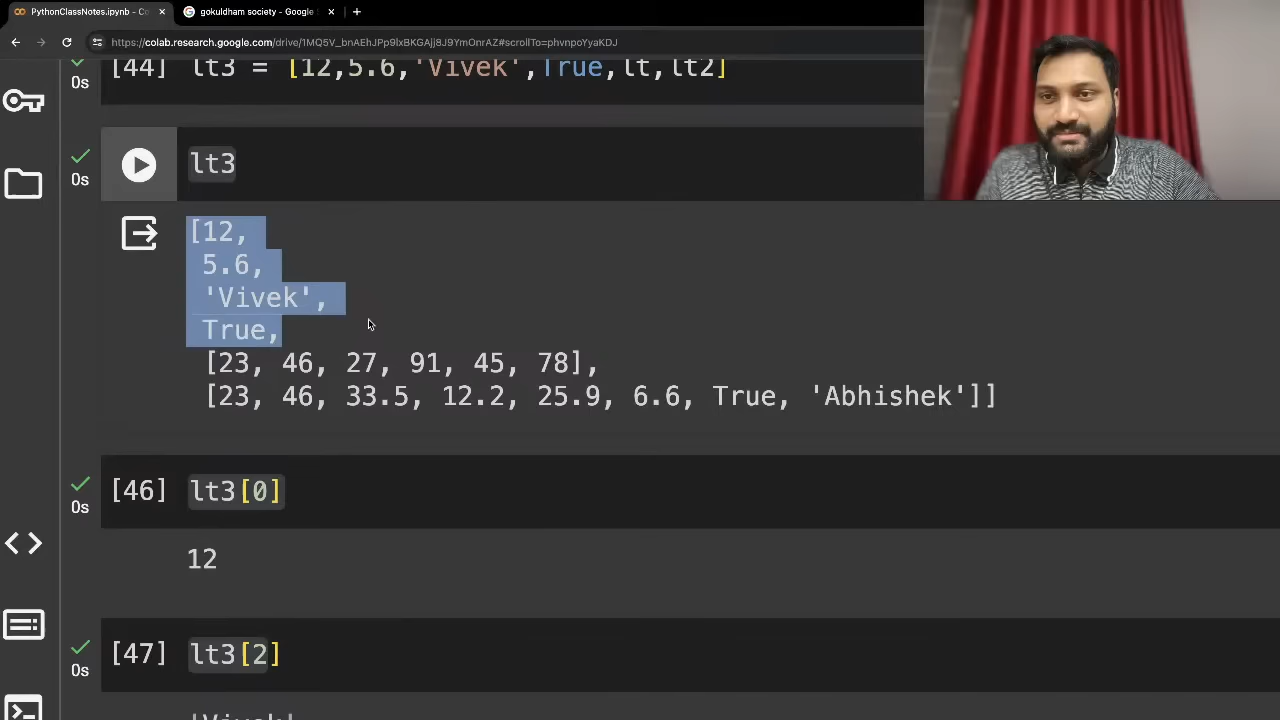 PythonClassNotes.ipynb - Co
gokuldham society - Google S
https://colab.research.google.com/drive/1MQ5V_bnAEhJPp9lxBKGAjj8J9YmOnrAZ#scrollTo=phvnpoYyaKDJ
[44] lt3 = [12,5.6,'Vivek',True,lt,lt2]
0s
lt3
0s
[12,
5.6,
'Vivek',
True,
[23, 46, 27, 91, 45, 78],
[23, 46, 33.5, 12.2, 25.9, 6.6, True, 'Abhishek']]
[46] lt3[0]
0s
12
[47] lt3[2]
0s
'Vivek'